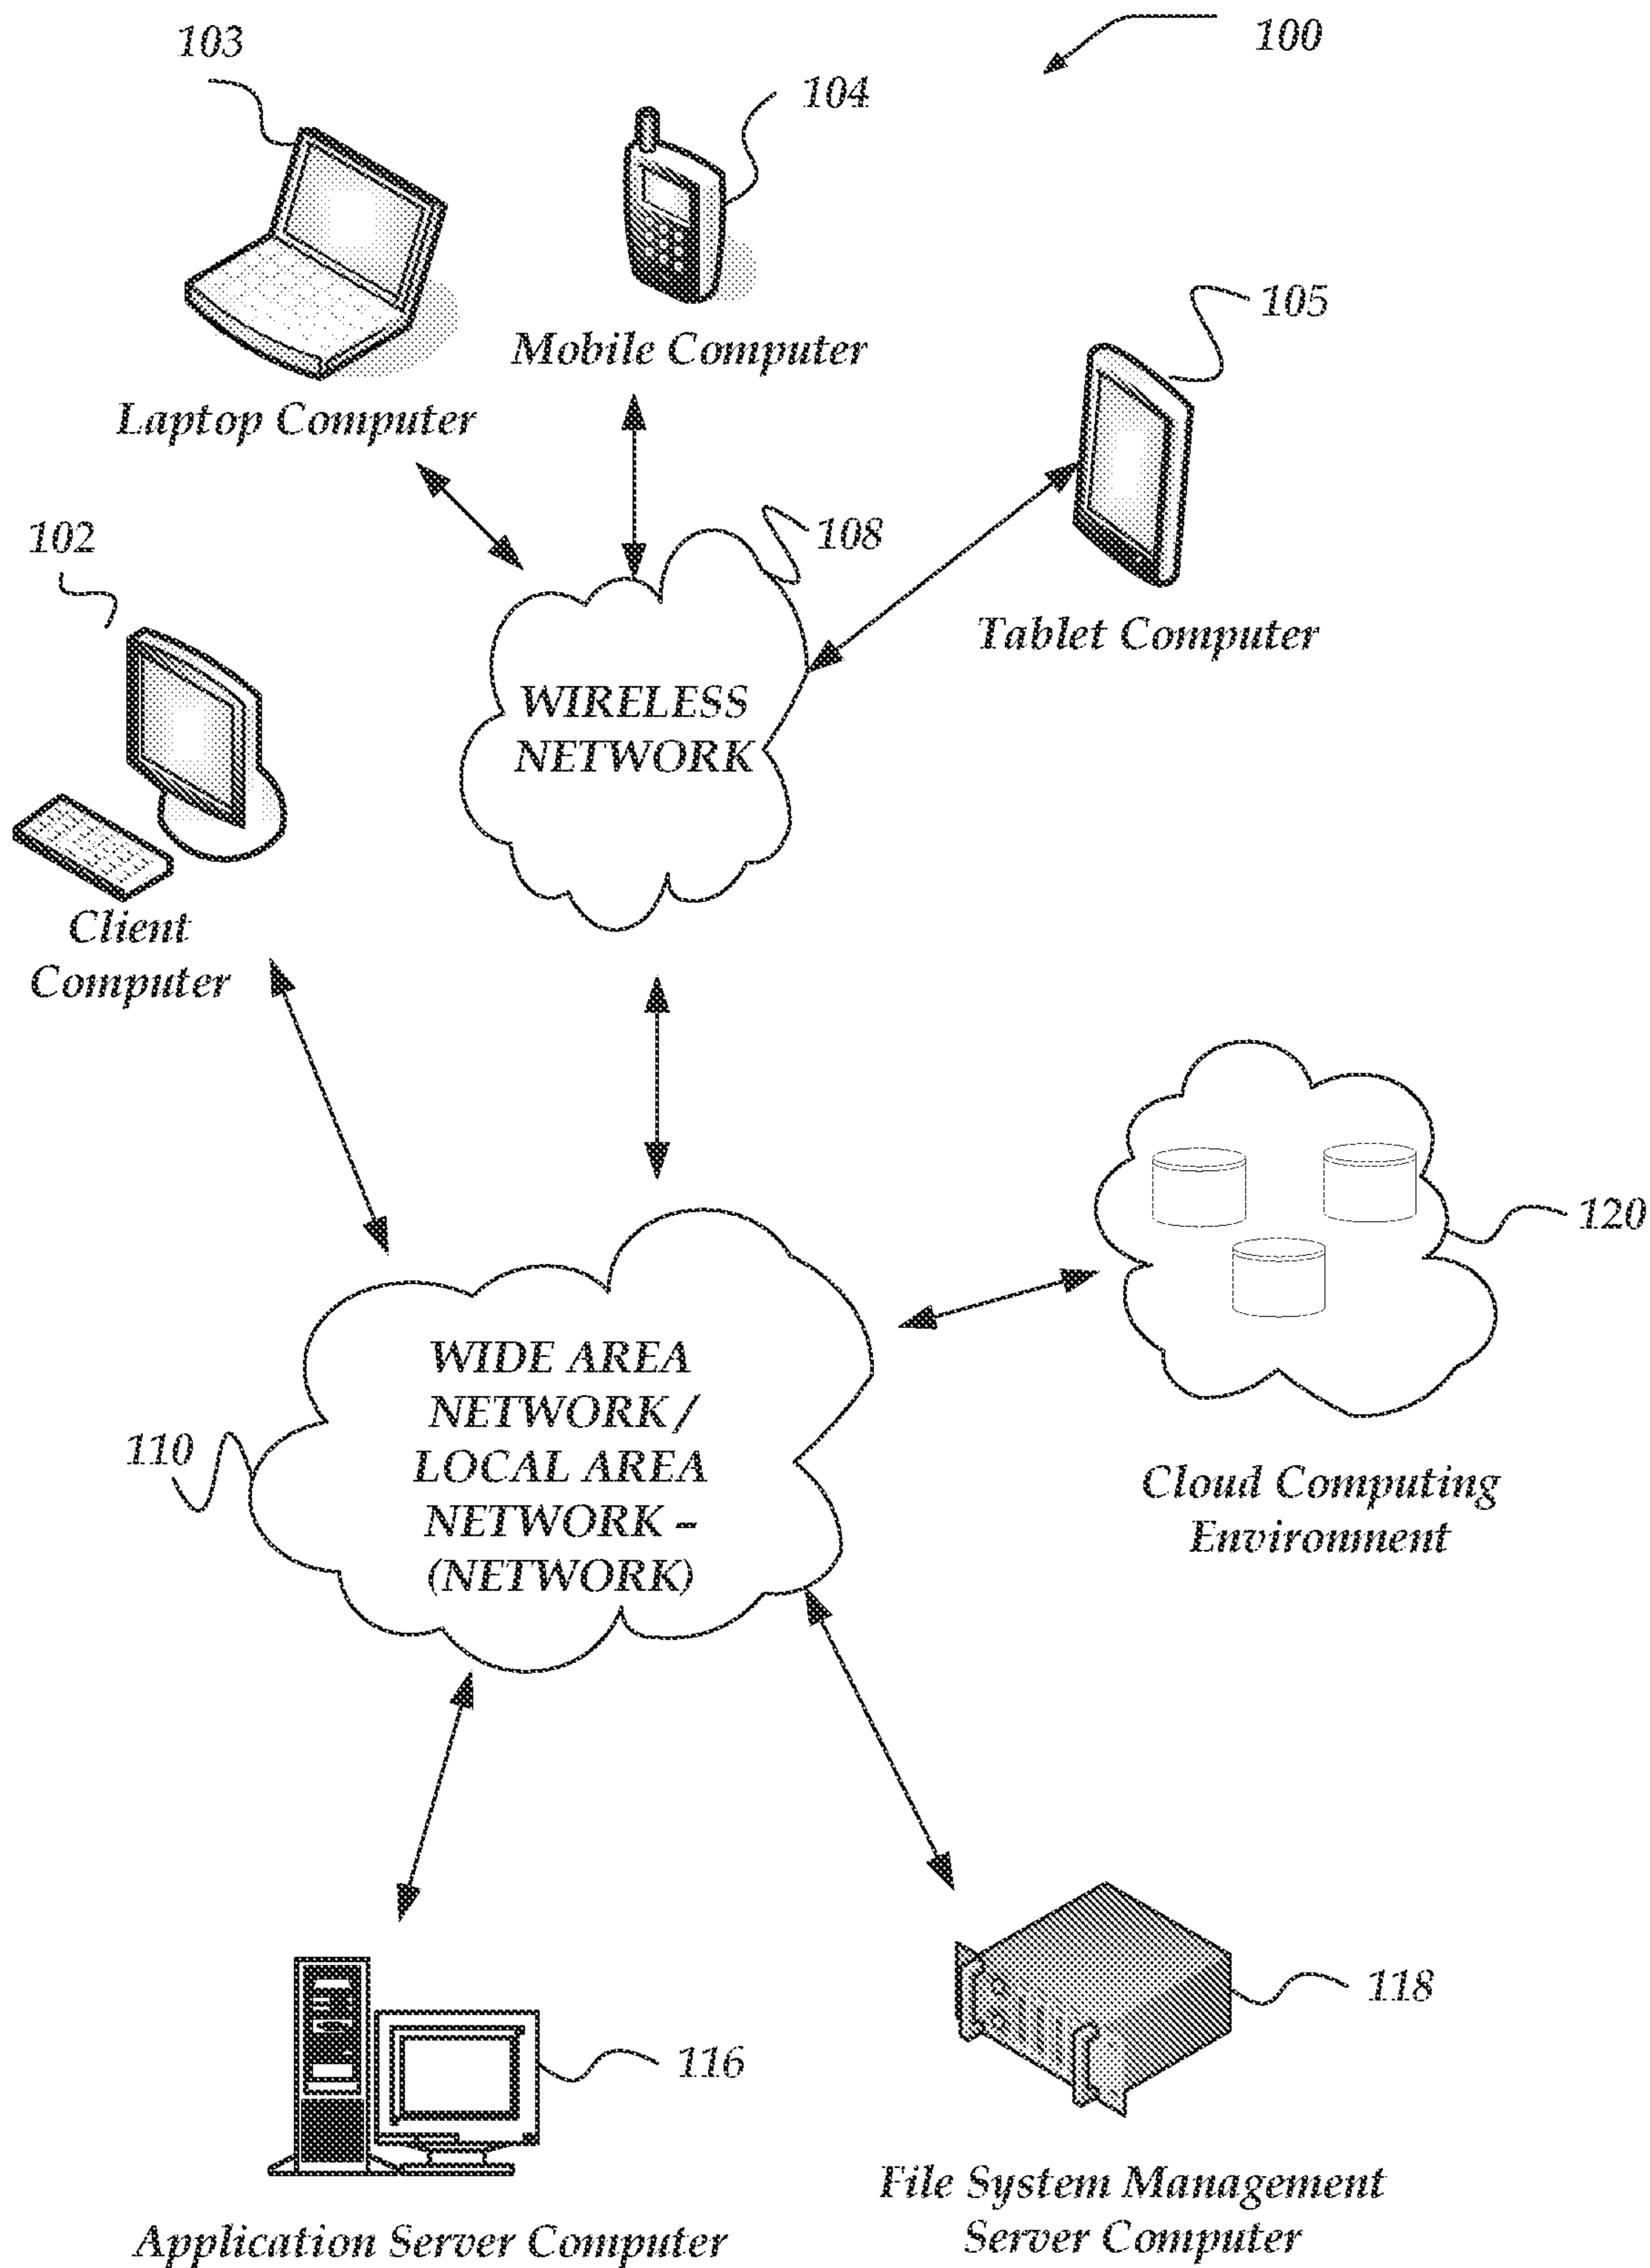 103
100
104
105
Mobile Computer
Laptop Computer
108
102
Tablet Computer
WIRELESS
NETWORK
Client
Computer
120
WIDE AREA
NETWORK /
LOCAL AREA
NETWORK –
(NETWORK)
110
Cloud Computing
Environment
118
116
File System Management
Server Computer
Application Server Computer